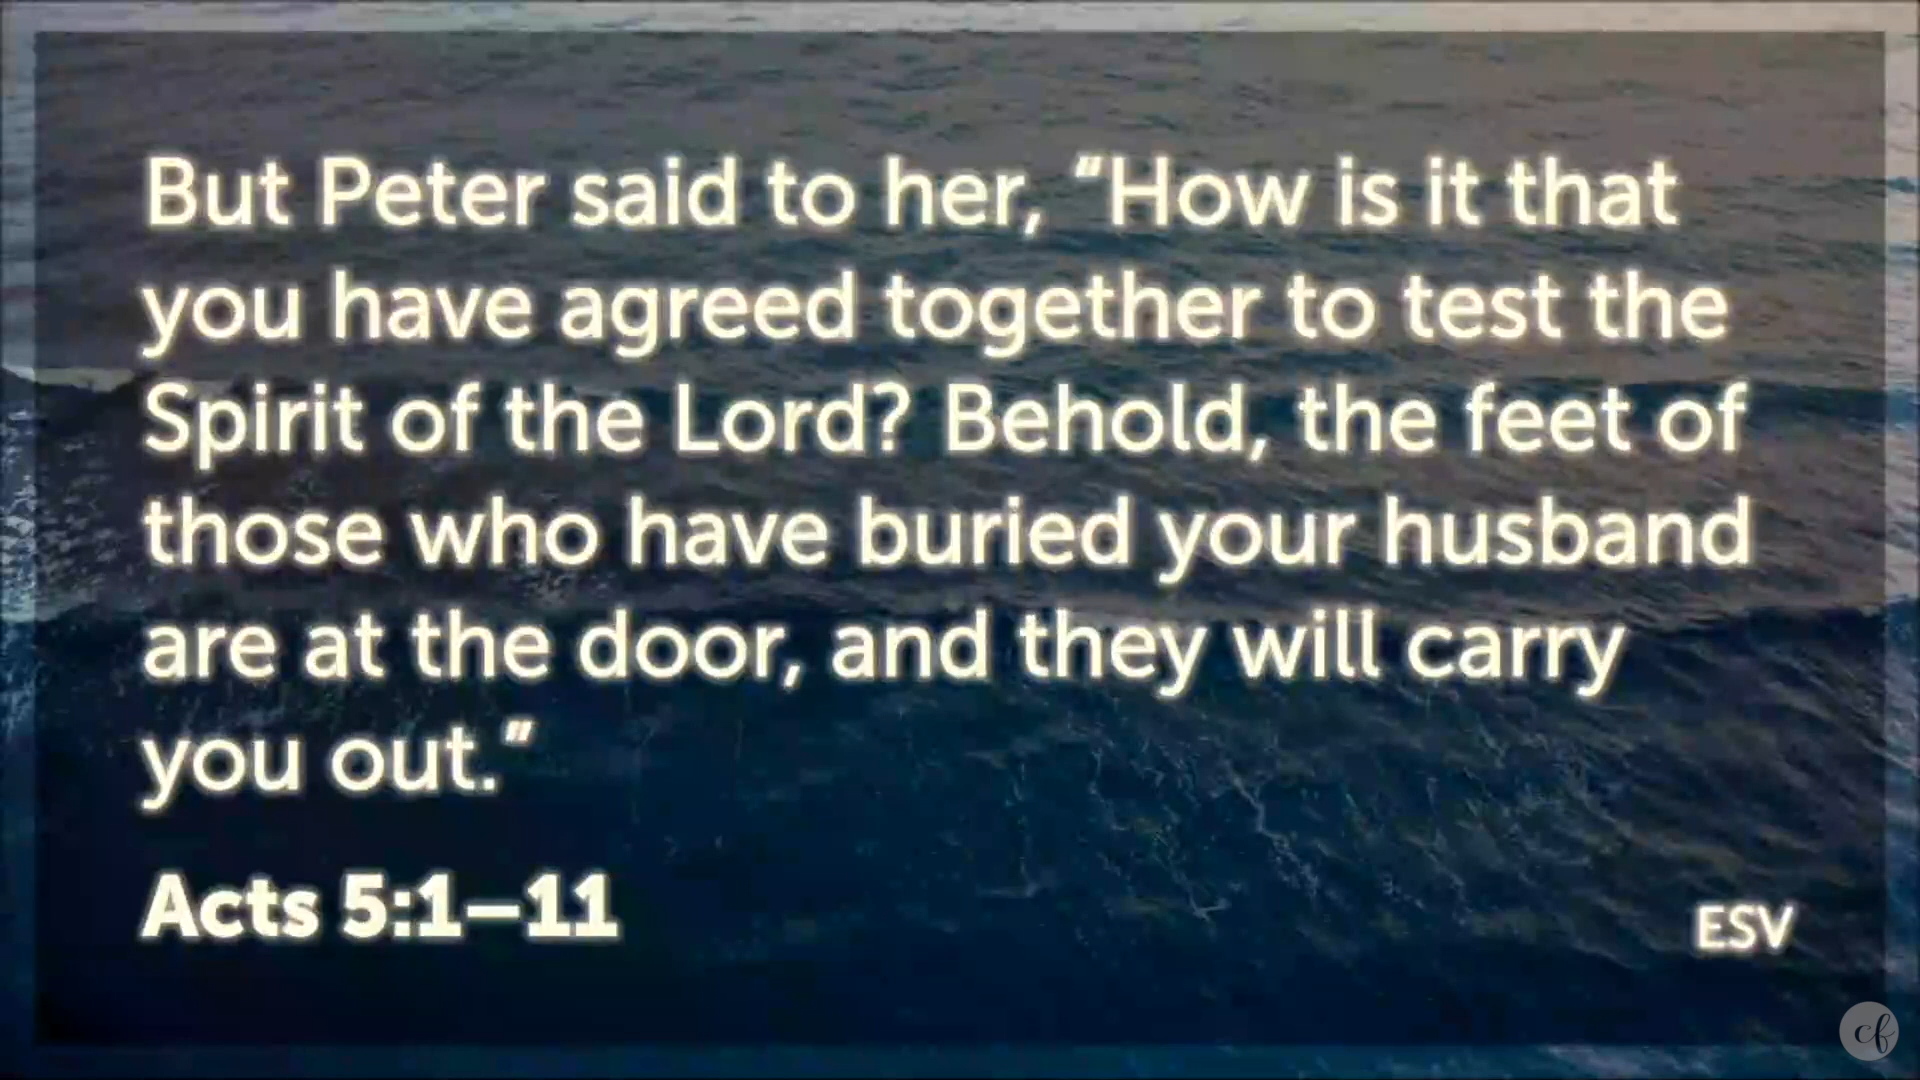 But Peter said to her, “How is it that
you have agreed together to test the
Spirit of the Lord? Behold, the feet of
those who have buried your husband
are at the door, and they will carry
you out.”
Acts 5:1–11
ESV
cf